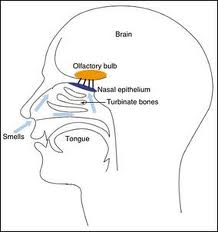 Brain
Olfactory bulb
Nasal epithelium
Turbinate bones
Smells
Tongue